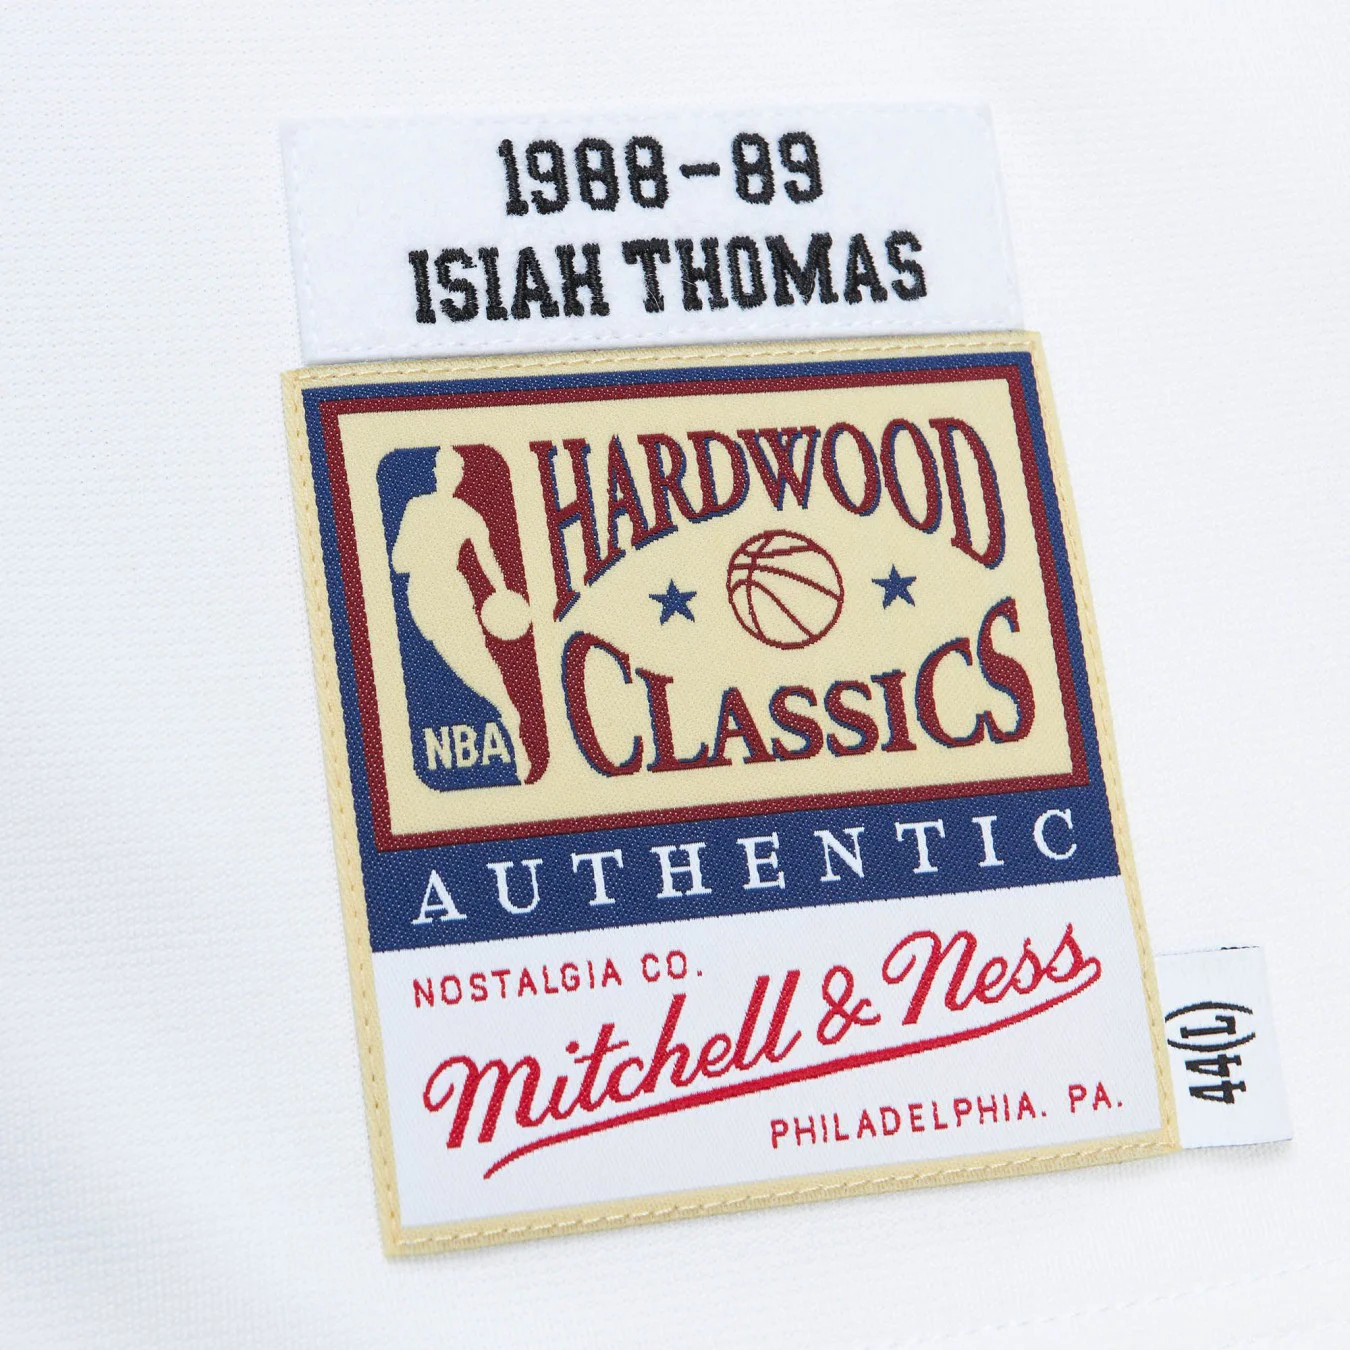 1988-89
ISIAH THOMAS
HARDWOOD
CLASSICS
NBA
AUTHENTIC
NOSTALGIA CO.
Mitchell & Ness
PHILADELPHIA. PA.
44(L)